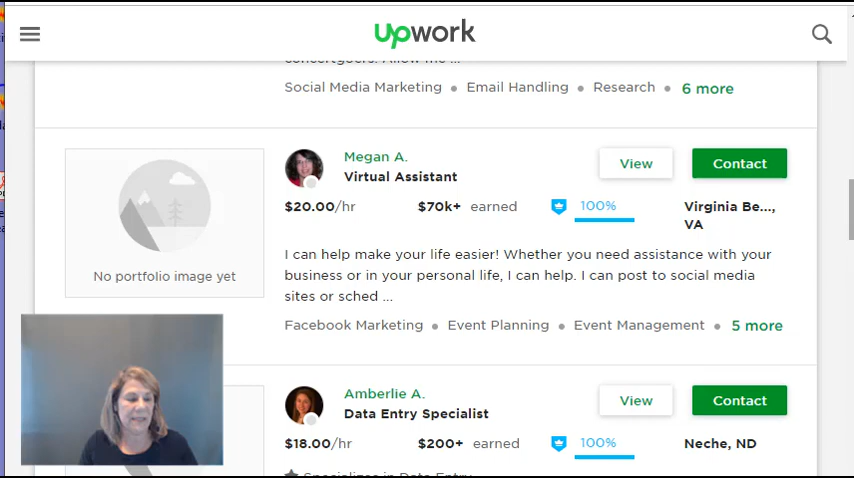 upwork
Social Media Marketing • Email Handling • Research • 6 more
Megan A.
View
Contact
Virtual Assistant
$20.00/hr
$70k+ earned
100%
Virginia Be...,
VA
I can help make your life easier! Whether you need assistance with your
business or in your personal life, I can help. I can post to social media
sites or sched ...
No portfolio image yet
Facebook Marketing • Event Planning • Event Management • 5 more
Amberlie A.
View
Contact
Data Entry Specialist
$18.00/hr
$200+ earned
100%
Neche, ND
Specializes in Data Entry